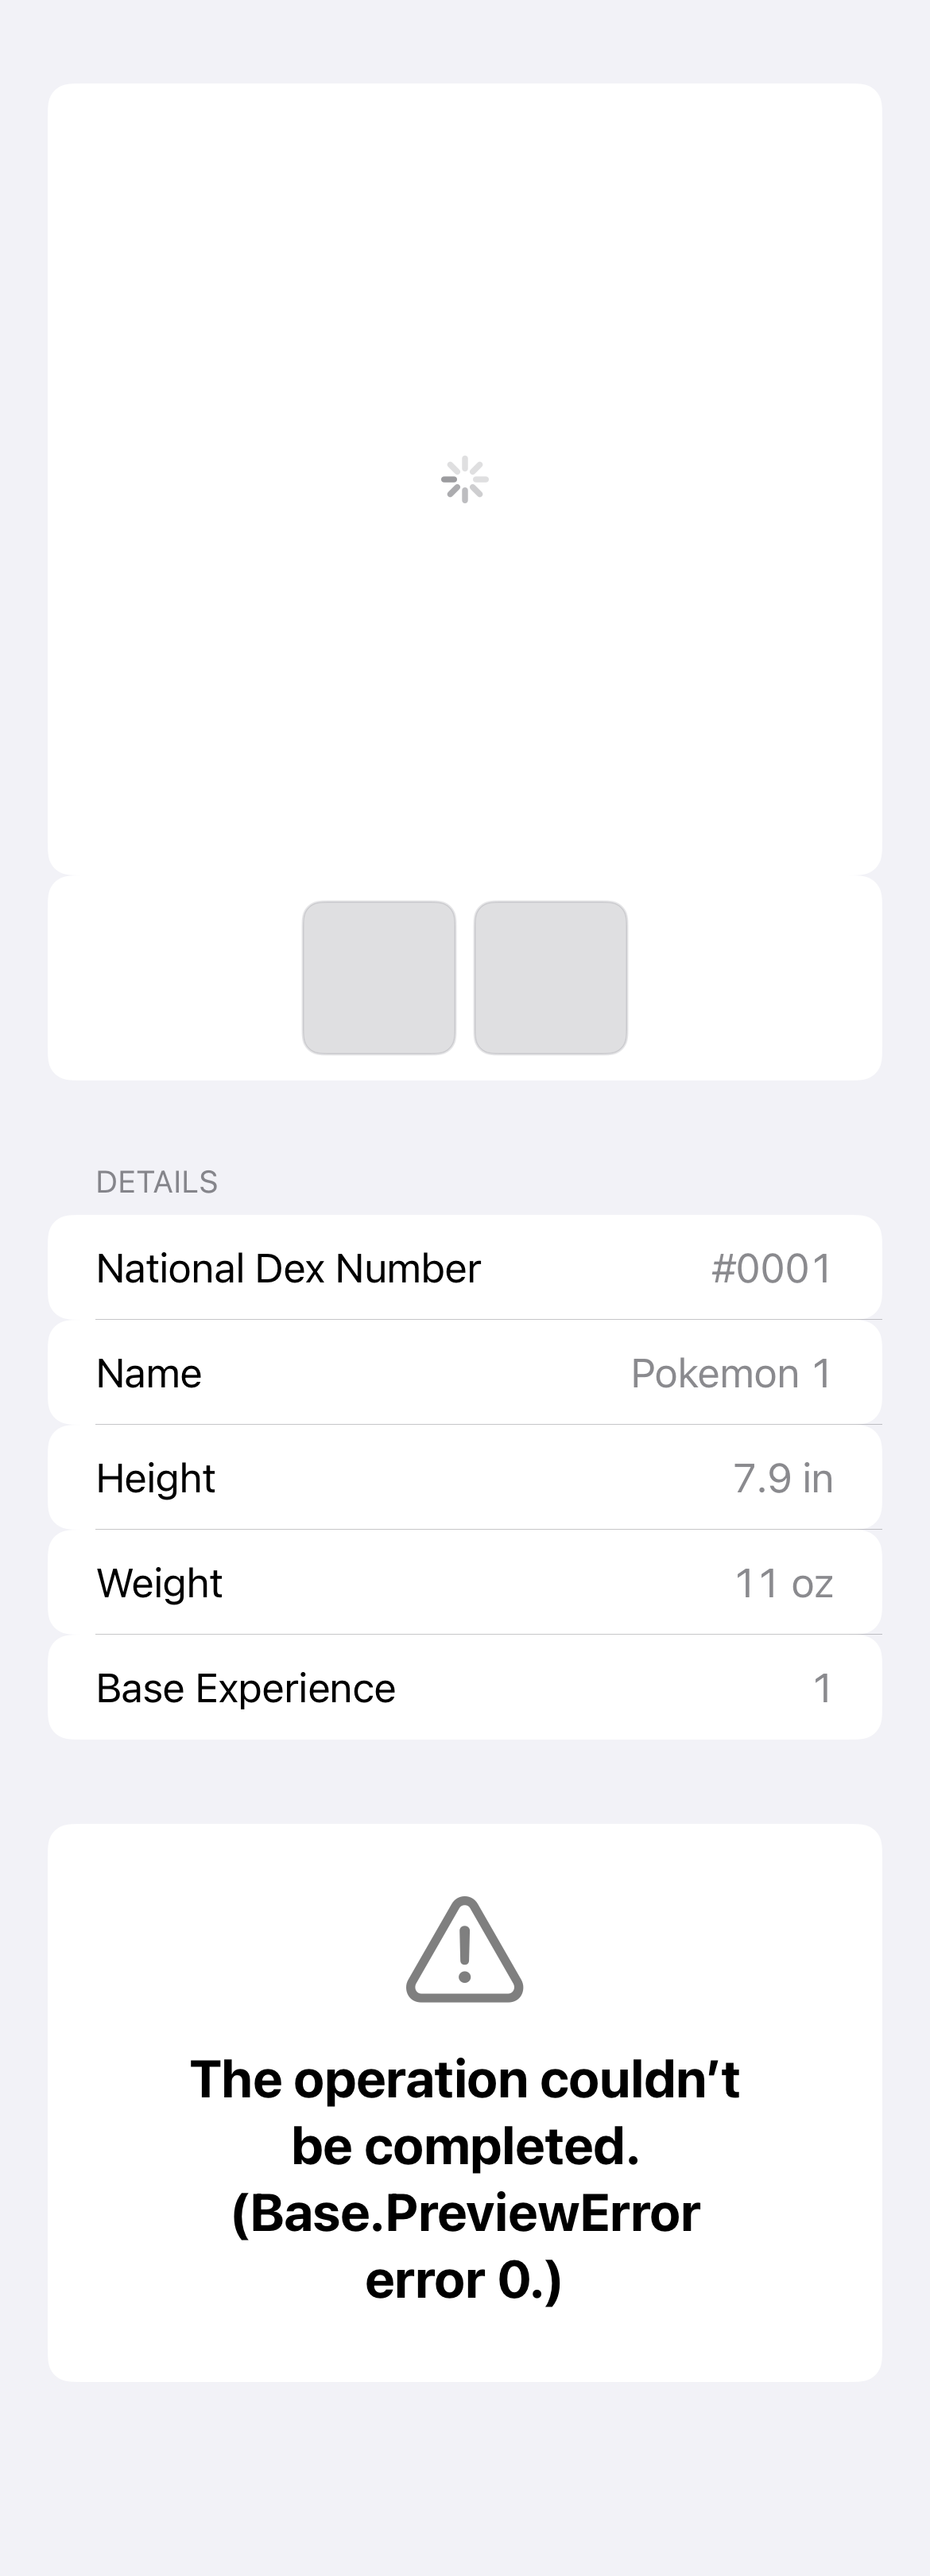 DETAILS
National Dex Number #0001
Name Pokemon 1
Height 7.9 in
Weight 11 oz
Base Experience 1
The operation couldn’t
be completed.
(Base.PreviewError
error 0.)